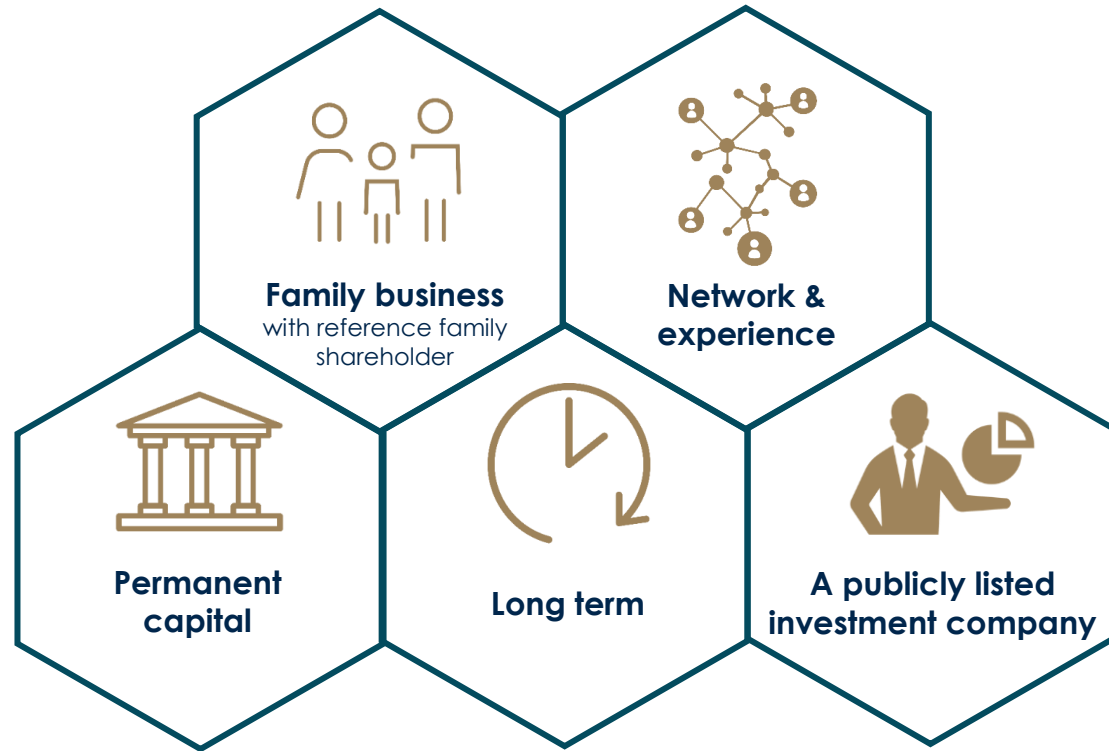 Family business
with reference family
shareholder
Network &
experience
Permanent
capital
Long term
A publicly listed
investment company